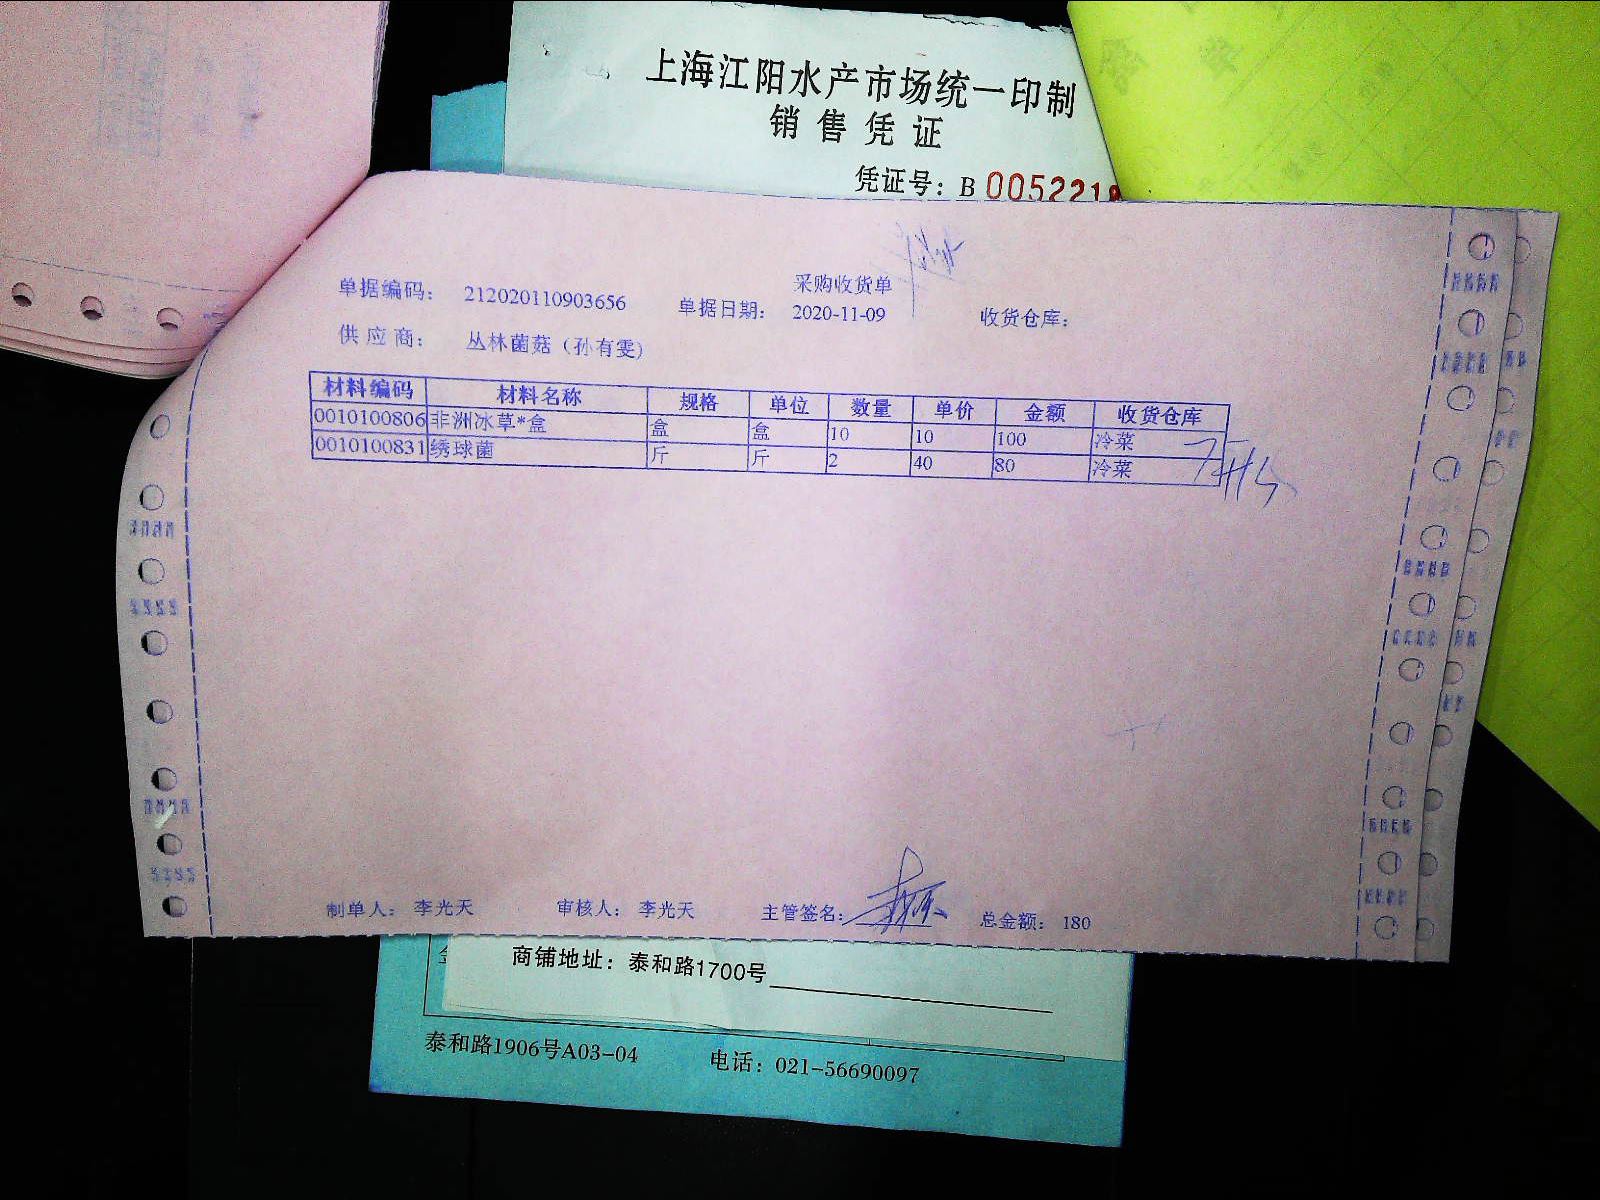 上海江阳水产市场统一印制
销售凭证
凭证号：B 0052218
采购收货单
单据编码： 212020110903656 单据日期： 2020-11-09 收货仓库：
供应商： 丛林菌菇（孙有雯）
材料编码 材料名称 规格 单位 数量 单价 金额 收货仓库
0010100806 非洲冰草*盒 盒 盒 10 10 100 冷菜
0010100831 绣球菌 斤 斤 2 40 80 冷菜
制单人： 李光天 审核人： 李光天 主管签名： 总金额： 180
商铺地址：泰和路1700号
泰和路1906号A03-04 电话：021-56690097